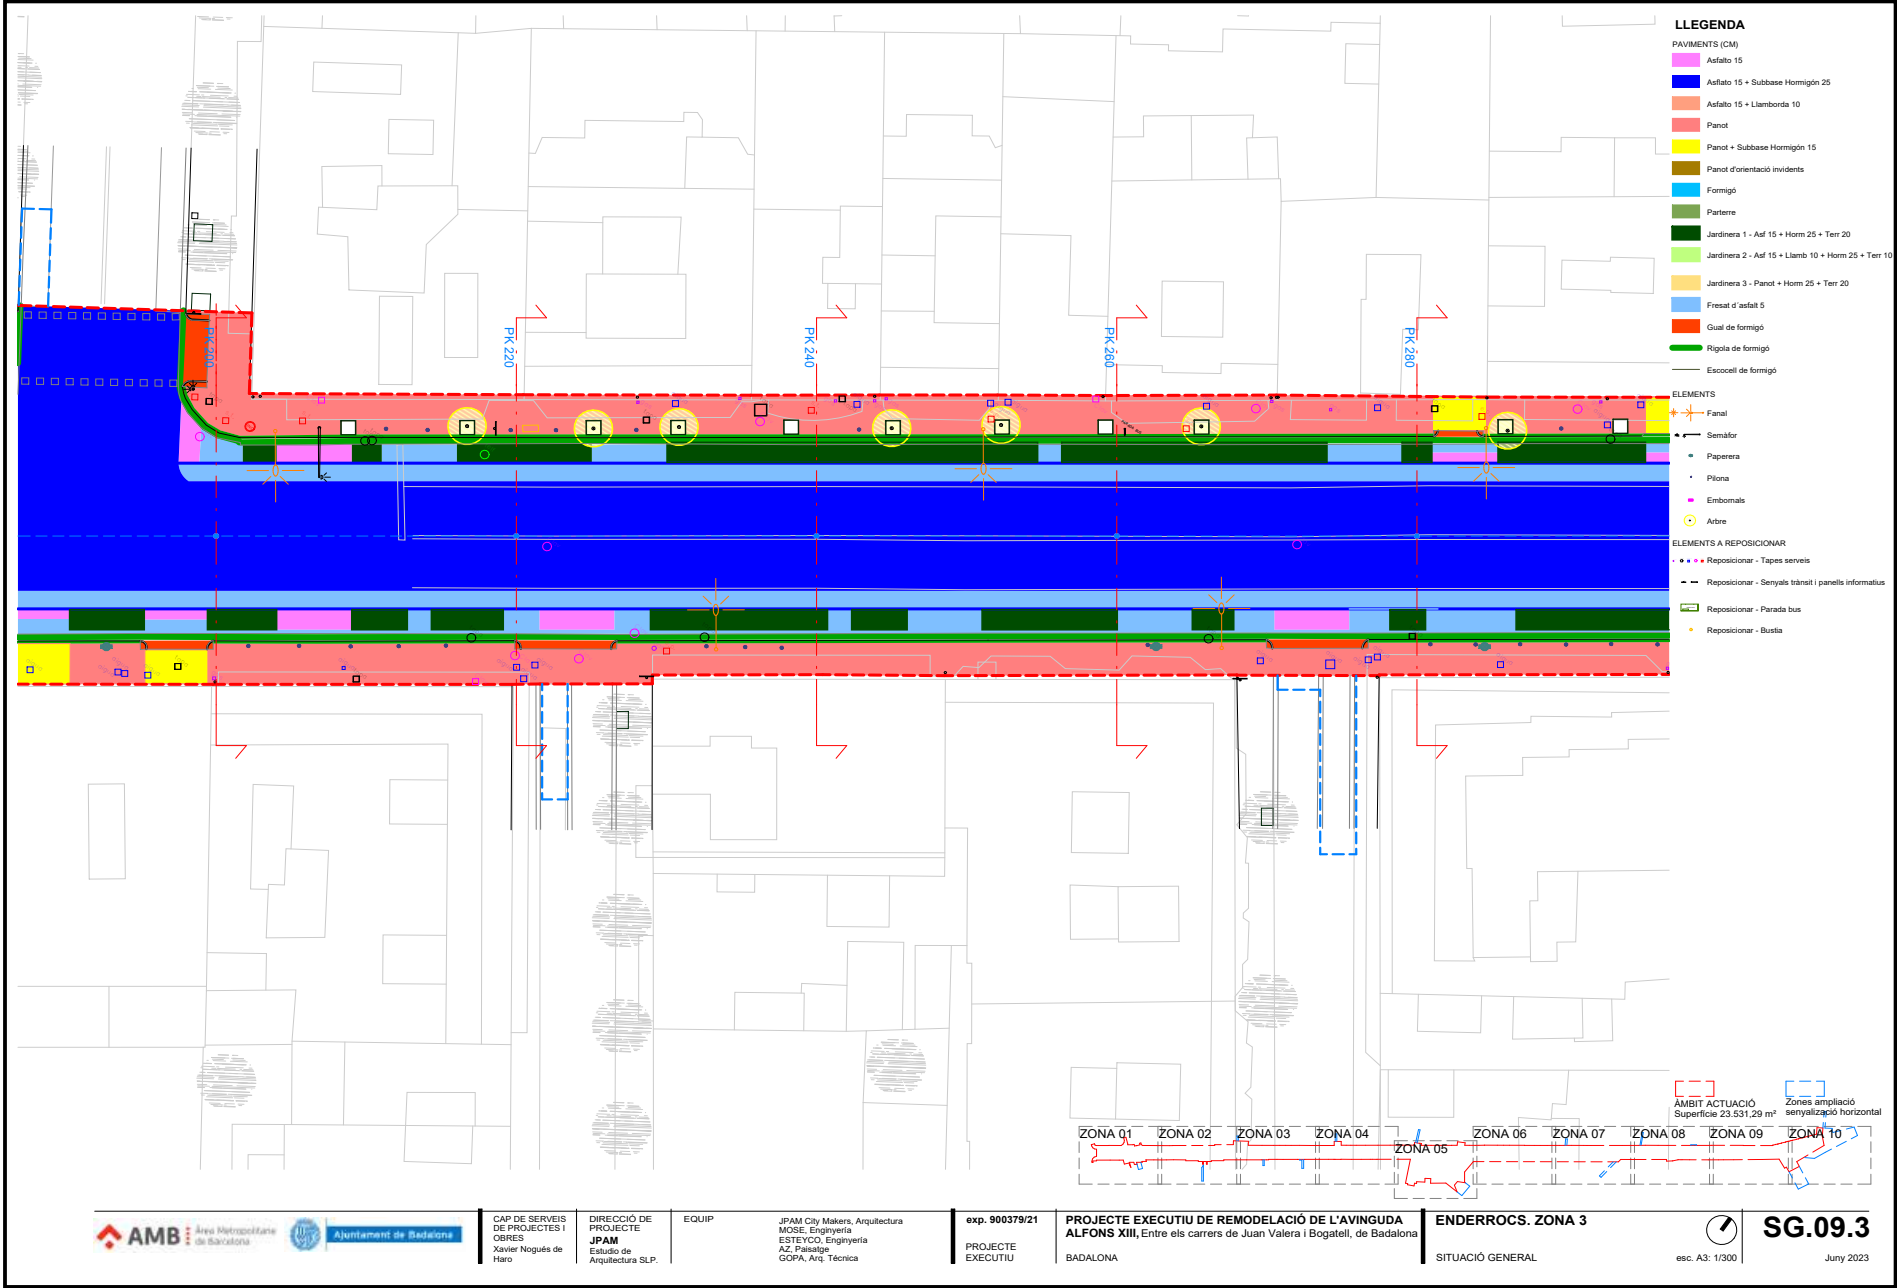 LLEGENDA
PAVIMENTS (CM)
Asfalto 15
Asflato 15 + Subbase Hormigón 25
Asfalto 15 + Llamborda 10
Panot
Panot + Subbase Hormigón 15
Panot d'orientació invidents
Formigó
Parterre
Jardinera 1 - Asf 15 + Horm 25 + Terr 20
Jardinera 2 - Asf 15 + Llamb 10 + Horm 25 + Terr 10
Jardinera 3 - Panot + Horm 25 + Terr 20
Fresat d'asfalt 5
Gual de formigó
Rigola de formigó
Escocell de formigó
ELEMENTS
Fanal
Semàfor
Paperera
Pilona
Embornals
Arbre
ELEMENTS A REPOSICIONAR
Reposicionar - Tapes serveis
Reposicionar - Senyals trànsit i panells informatius
Reposicionar - Parada bus
Reposicionar - Bustia
PK 200
PK 220
PK 240
PK 260
PK 280
ÀMBIT ACTUACIÓ
Superfície 23.531,29 m²
Zones ampliació
senyalizació horizontal
ZONA 01
ZONA 02
ZONA 03
ZONA 04
ZONA 05
ZONA 06
ZONA 07
ZONA 08
ZONA 09
ZONA 10
AMB
Àrea Metropolitana
de Barcelona
Ajuntament de Badalona
CAP DE SERVEIS
DE PROJECTES I
OBRES
Xavier Nogués de
Haro
DIRECCIÓ DE
PROJECTE
JPAM
Estudio de
Arquitectura SLP.
EQUIP
JPAM City Makers, Arquitectura
MOSE, Enginyería
ESTEYCO, Enginyería
AZ, Paisatge
GOPA, Arq. Técnica
exp. 900379/21
PROJECTE
EXECUTIU
PROJECTE EXECUTIU DE REMODELACIÓ DE L'AVINGUDA
ALFONS XIII, Entre els carrers de Juan Valera i Bogatell, de Badalona
BADALONA
ENDERROCS. ZONA 3
SITUACIÓ GENERAL
esc. A3: 1/300
SG.09.3
Juny 2023